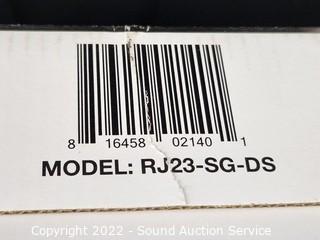 8 16458 02140 1
MODEL: RJ23-SG-DS
Copyright 2022 - Sound Auction Service